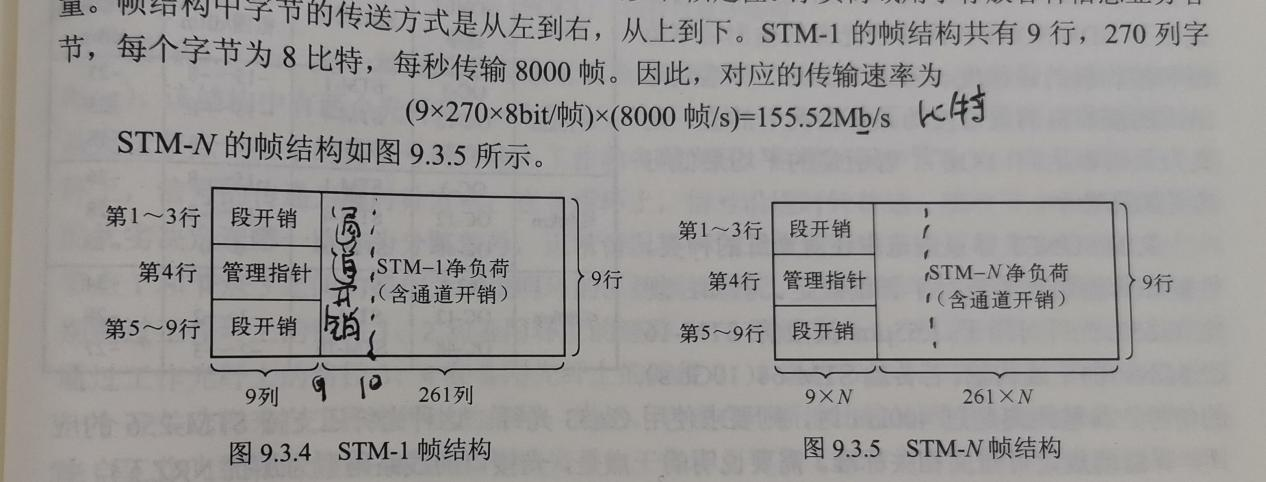 量。帧结构中字节的传送方式是从左到右，从上到下。STM-1 的帧结构共有 9 行，270 列字
节，每个字节为 8 比特，每秒传输 8000 帧。因此，对应的传输速率为
(9×270×8bit/帧)×(8000 帧/s)=155.52Mb/s 比特
STM-N 的帧结构如图 9.3.5 所示。
第1～3行 段开销
第4行 管理指针 STM–1净负荷
(含通道开销) 9行
第5～9行 段开销 销
9列 9 10 261列
图 9.3.4 STM-1 帧结构
第1～3行 段开销
第4行 管理指针 STM–N净负荷
(含通道开销) 9行
第5～9行 段开销
9×N 261×N
图 9.3.5 STM-N 帧结构